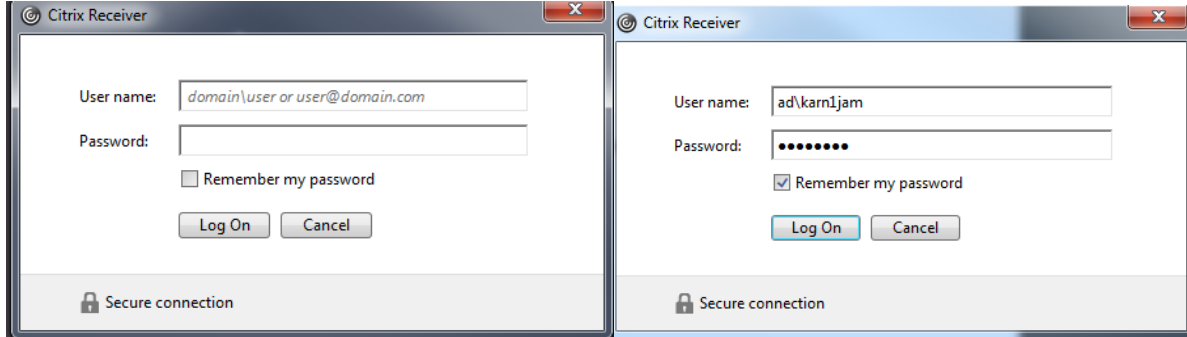 Citrix Receiver
X
User name: domain\user or user@domain.com
Password:
Remember my password
Log On Cancel
Secure connection
Citrix Receiver
X
User name: ad\karn1jam
Password: ••••••••
Remember my password
Log On Cancel
Secure connection